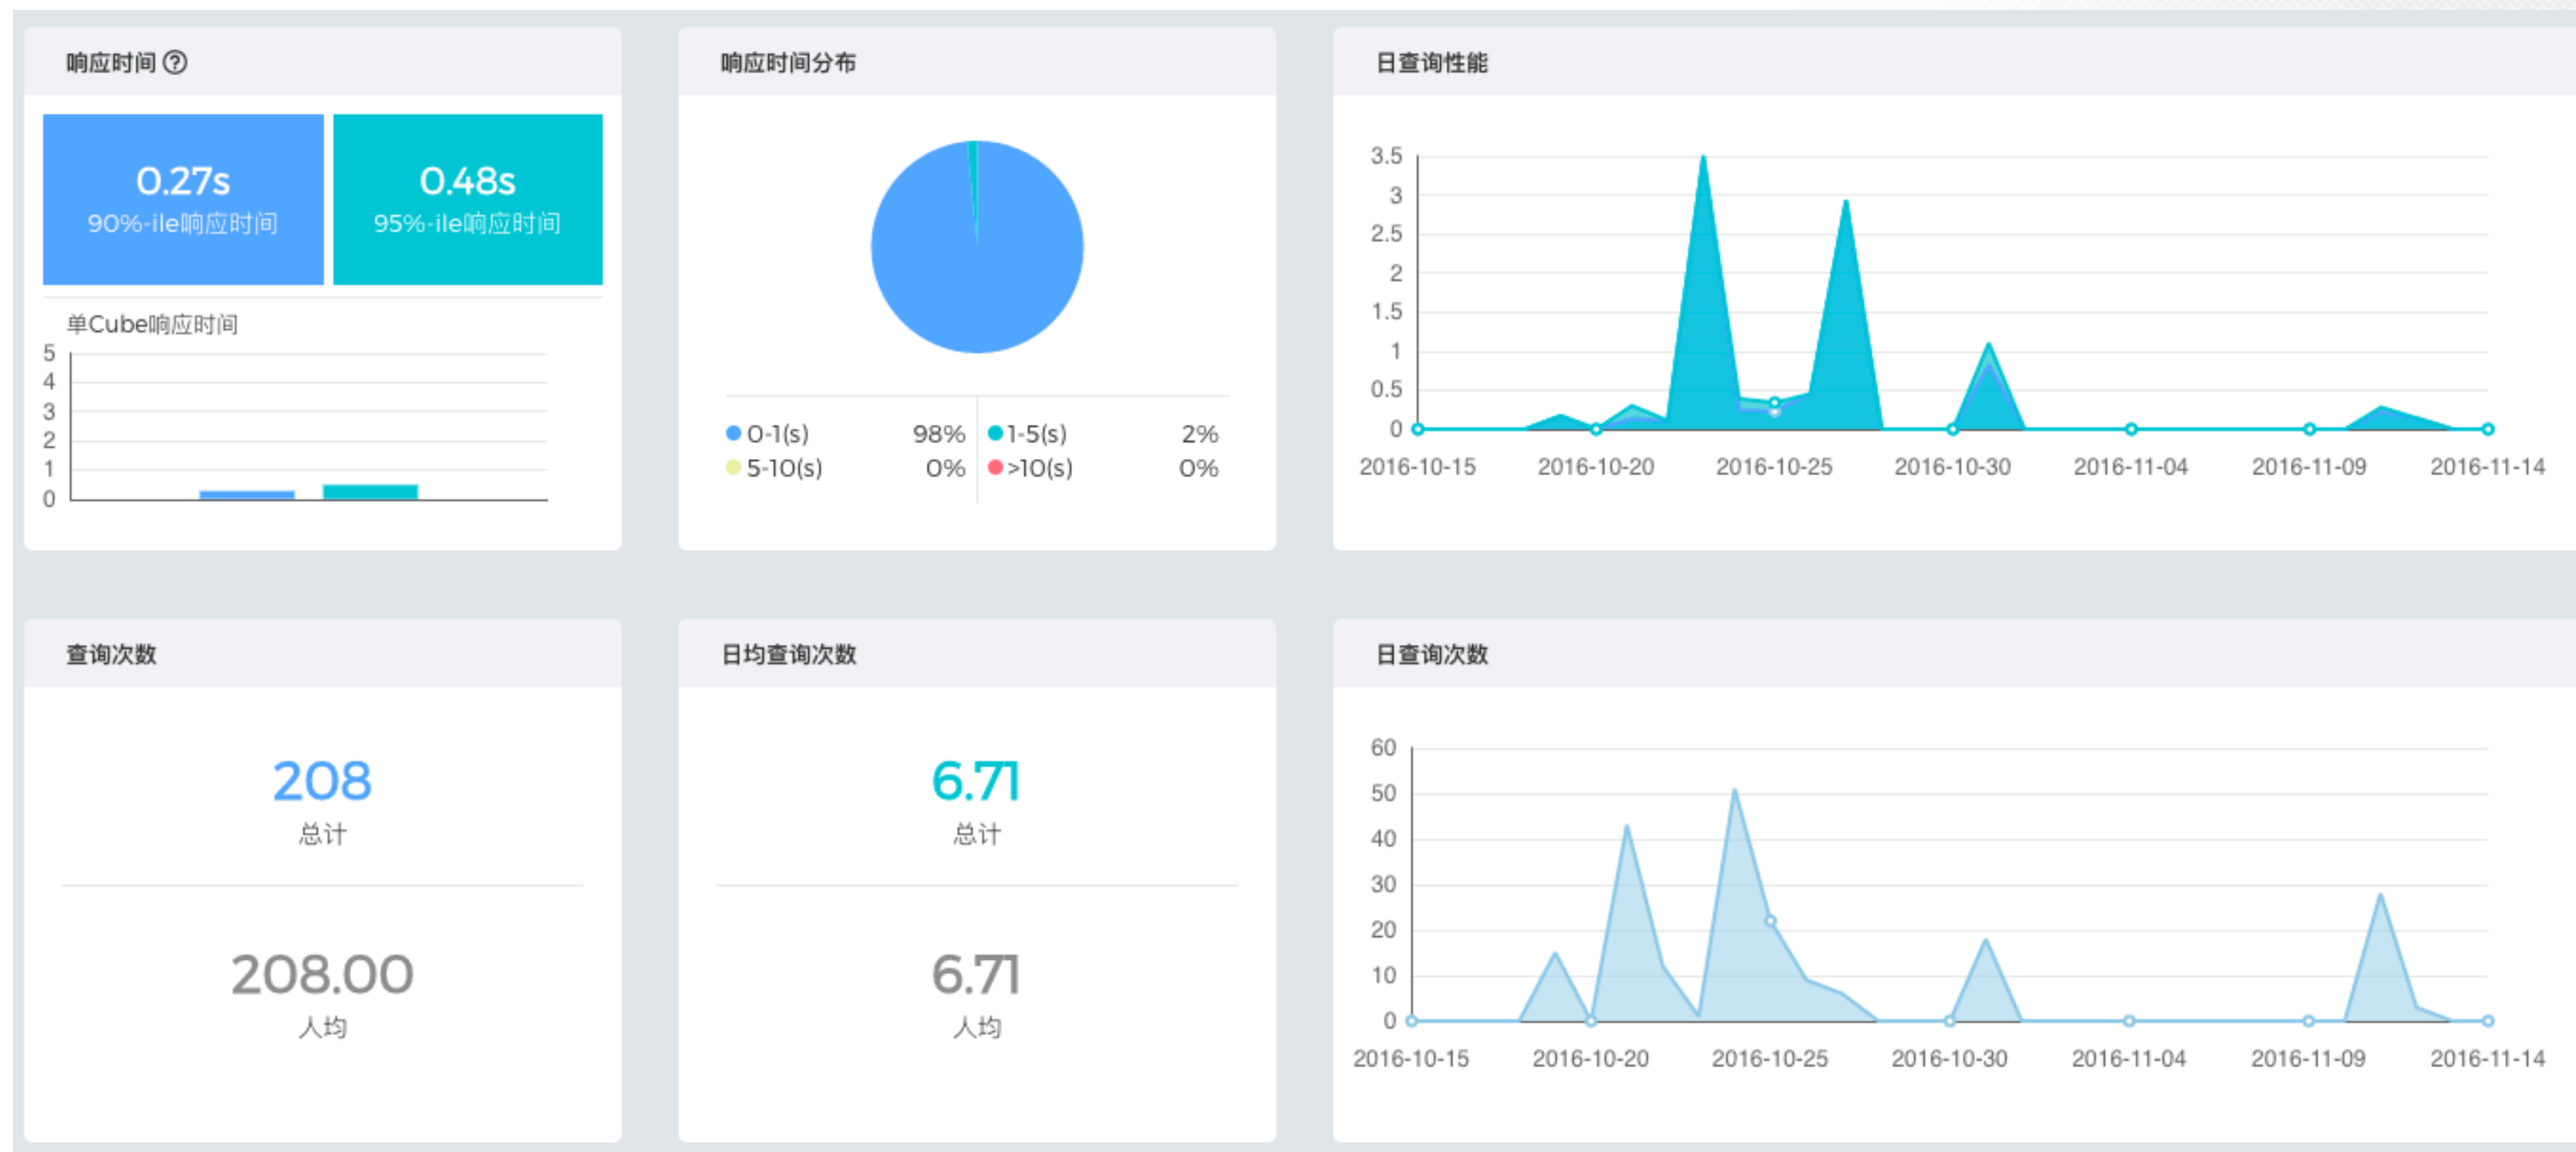 响应时间 ?
0.27s
90%-ile响应时间
0.48s
95%-ile响应时间
单Cube响应时间
5
4
3
2
1
0
响应时间分布
0-1(s) 98%
1-5(s) 2%
5-10(s) 0%
>10(s) 0%
日查询性能
3.5
3
2.5
2
1.5
1
0.5
0
2016-10-15 2016-10-20 2016-10-25 2016-10-30 2016-11-04 2016-11-09 2016-11-14
查询次数
208
总计
208.00
人均
日均查询次数
6.71
总计
6.71
人均
日查询次数
60
50
40
30
20
10
0
2016-10-15 2016-10-20 2016-10-25 2016-10-30 2016-11-04 2016-11-09 2016-11-14